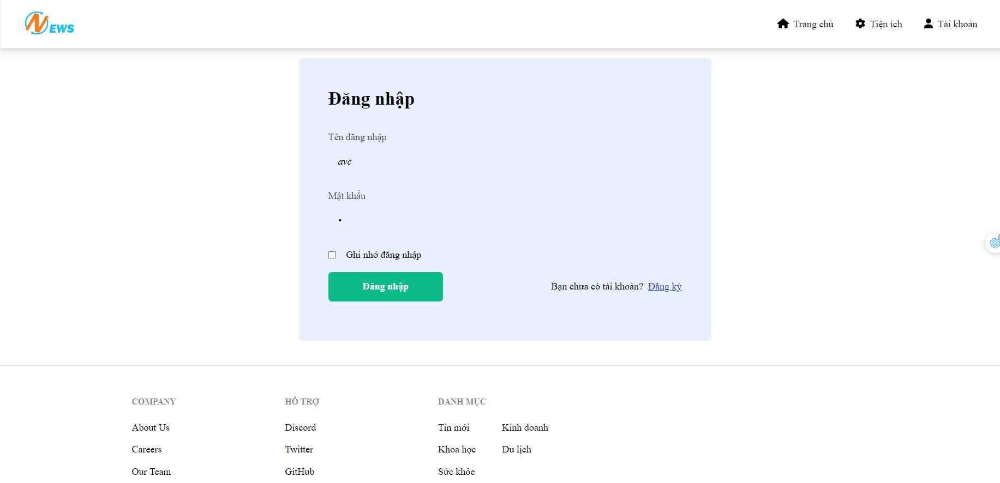 NEWS
Trang chủ
Tiện ích
Tài khoản
Đăng nhập
Tên đăng nhập
avc
Mật khẩu
•
Ghi nhớ đăng nhập
Đăng nhập
Bạn chưa có tài khoản? Đăng ký
COMPANY
About Us
Careers
Our Team
HỖ TRỢ
Discord
Twitter
GitHub
DANH MỤC
Tin mới
Kinh doanh
Khoa học
Du lịch
Sức khỏe